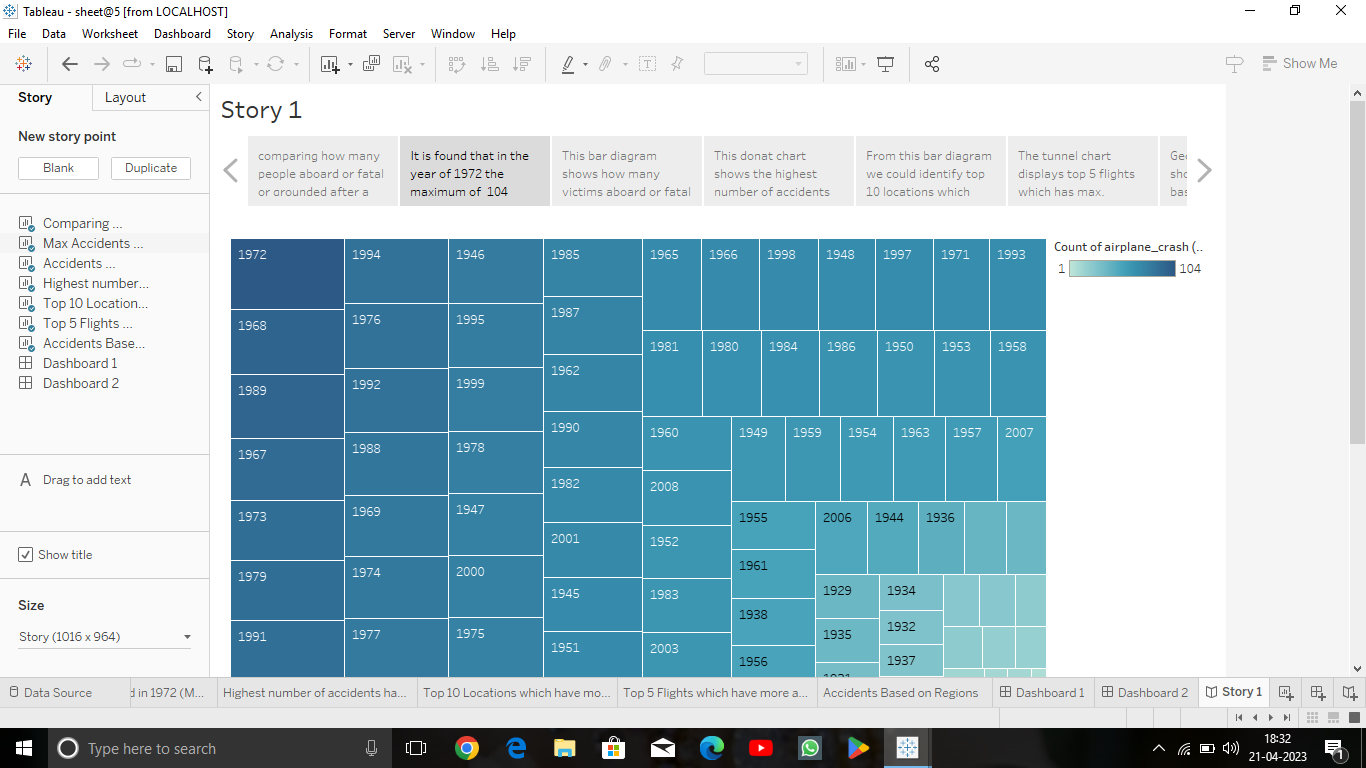 Tableau - sheet@5 [from LOCALHOST]
File Data Worksheet Dashboard Story Analysis Format Server Window Help
Show Me
Story Layout
New story point
Blank Duplicate
Comparing ...
Max Accidents ...
Accidents ...
Highest number...
Top 10 Location...
Top 5 Flights ...
Accidents Base...
Dashboard 1
Dashboard 2
A Drag to add text
Show title
Size
Story (1016 x 964)
Story 1
comparing how many
people aboard or fatal
or grounded after a
It is found that in the
year of 1972 the
maximum of 104
This bar diagram
shows how many
victims aboard or fatal
This donat chart
shows the highest
number of accidents
From this bar diagram
we could identify top
10 locations which
The tunnel chart
displays top 5 flights
which has max.
Geo
sho
bas
1972
1968
1989
1967
1973
1979
1991
1994
1976
1992
1988
1969
1974
1977
1946
1995
1999
1978
1947
2000
1975
1985
1987
1962
1990
1982
2001
1945
1951
1965 1966 1998 1948 1997 1971 1993
1981 1980 1984 1986 1950 1953 1958
1960
2008
1952
1983
2003
1949 1959 1954 1963 1957 2007
1955
1961
1938
1956
2006 1944 1936
1929
1935
1934
1932
1937
Count of airplane_crash (..
1 104
Data Source
d in 1972 (M...
Highest number of accidents ha...
Top 10 Locations which have mo...
Top 5 Flights which have more a...
Accidents Based on Regions
Dashboard 1
Dashboard 2
Story 1
Type here to search
18:32
21-04-2023
1